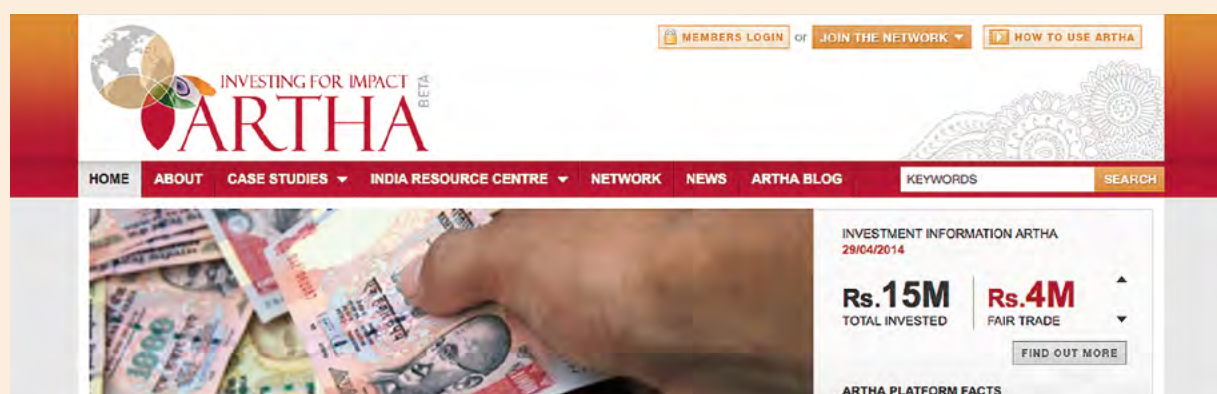 MEMBERS LOGIN or JOIN THE NETWORK HOW TO USE ARTHA
INVESTING FOR IMPACT
ARTHA BETA
HOME ABOUT CASE STUDIES INDIA RESOURCE CENTRE NETWORK NEWS ARTHA BLOG KEYWORDS SEARCH
INVESTMENT INFORMATION ARTHA
29/04/2014
Rs.15M Rs.4M
TOTAL INVESTED FAIR TRADE
FIND OUT MORE
ARTHA PLATFORM FACTS
1000